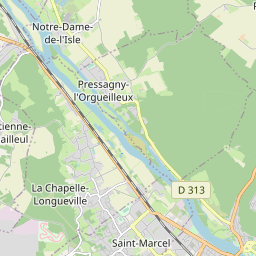 Notre-Dame-
de-l'Isle
Pressagny-
l'Orgueilleux
La Chapelle-
Longueville
D 313
Saint-Marcel